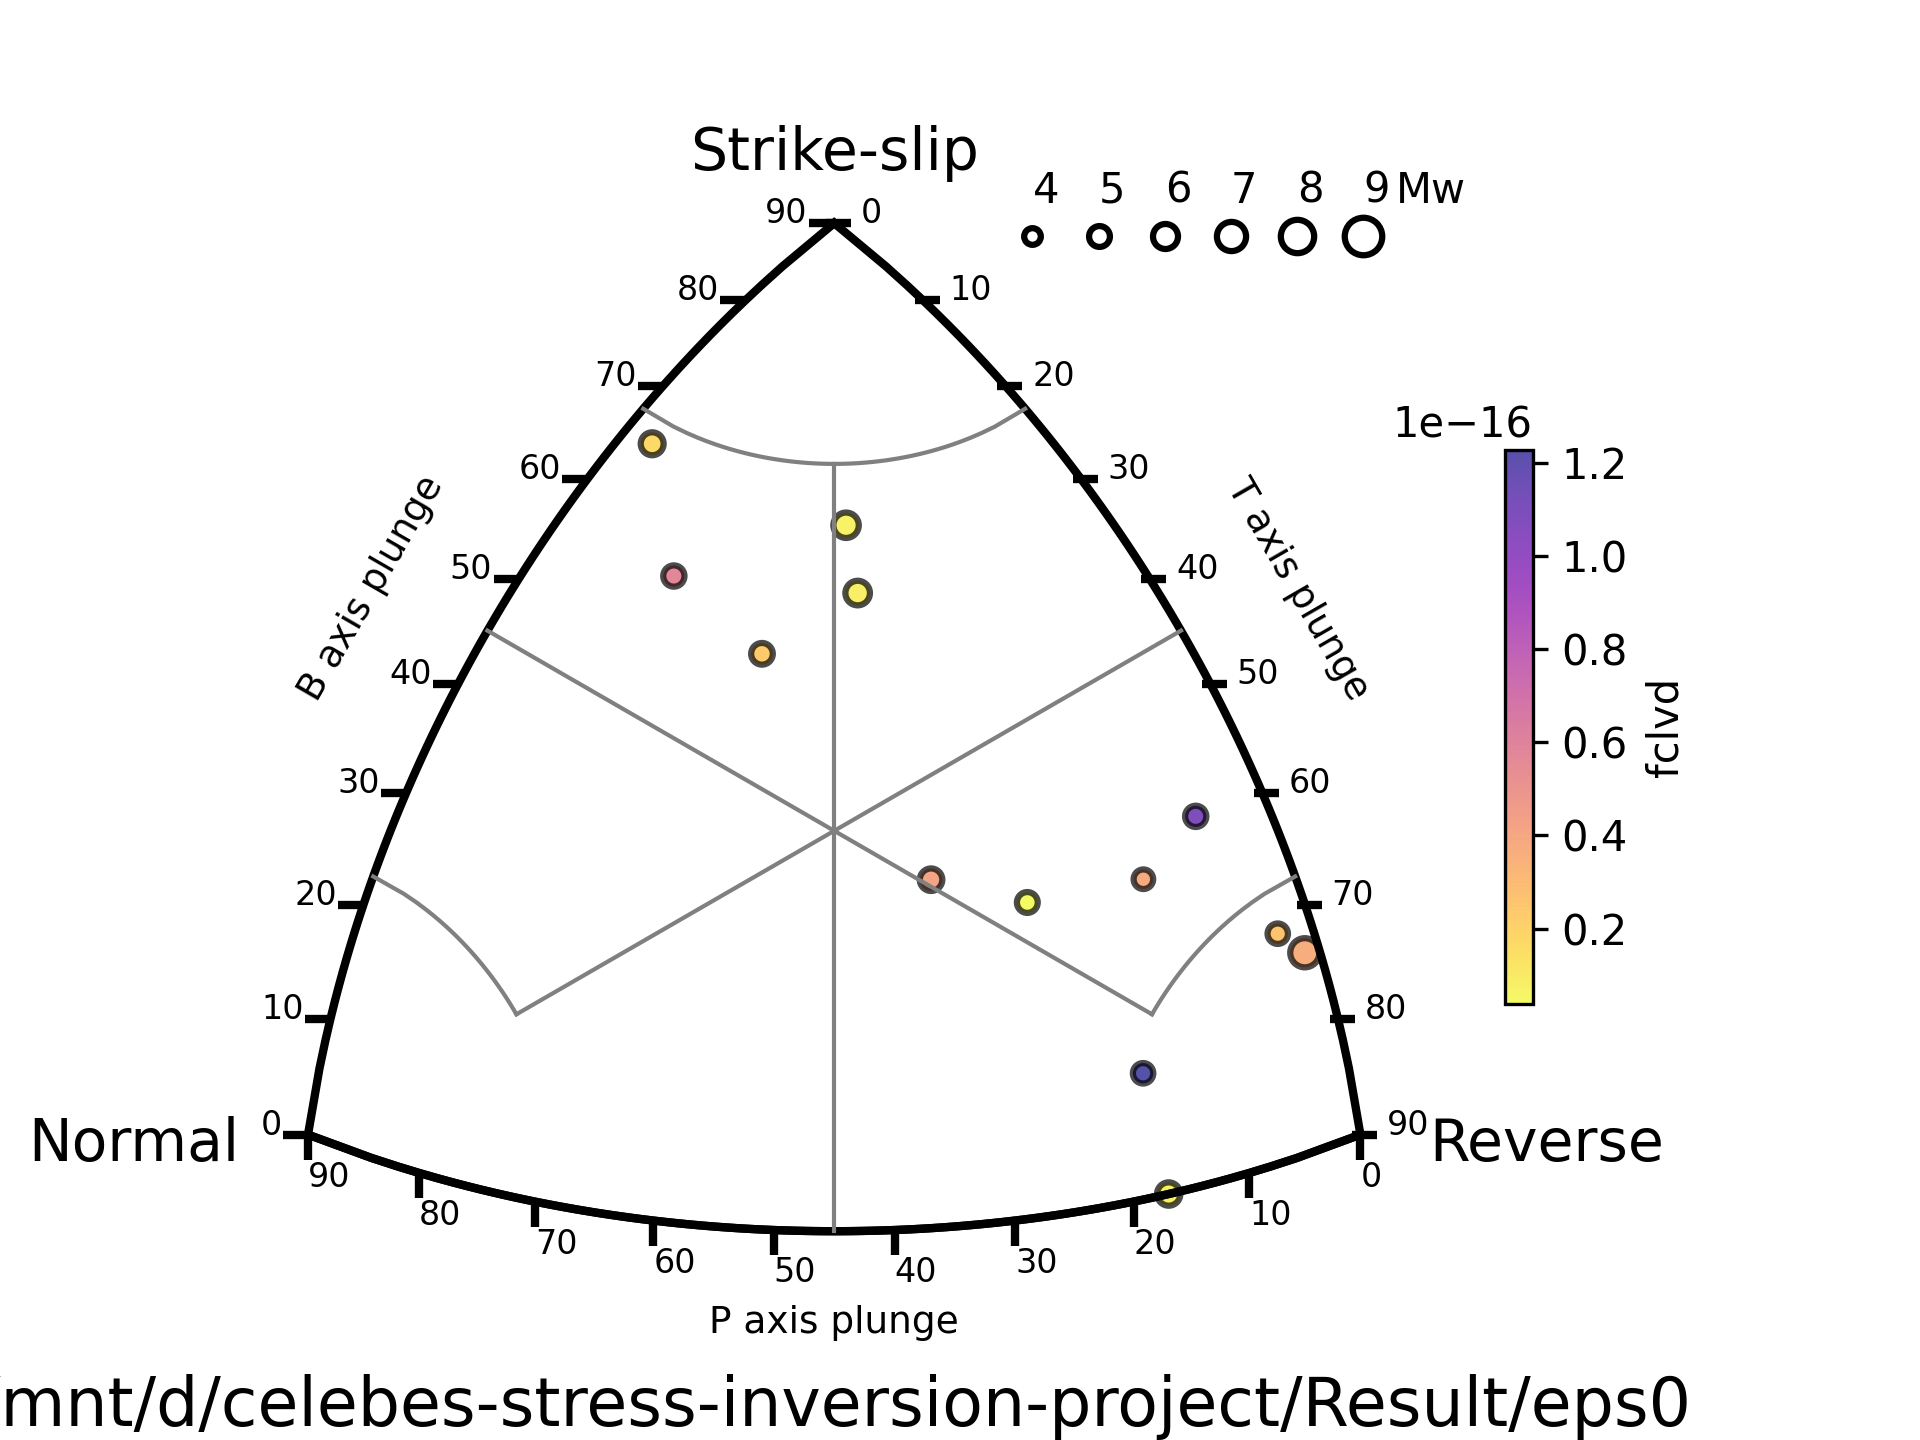 Strike-slip
4 5 6 7 8 9 Mw
90 0
80 10
70 20
60 30
50 40
40 50
30 60
20 70
10 80
0 90
B axis plunge
T axis plunge
1e−16
1.2
1.0
0.8
0.6
0.4
0.2
fclvd
Normal
Reverse
90 80 70 60 50 40 30 20 10 0
P axis plunge
/mnt/d/celebes-stress-inversion-project/Result/eps0